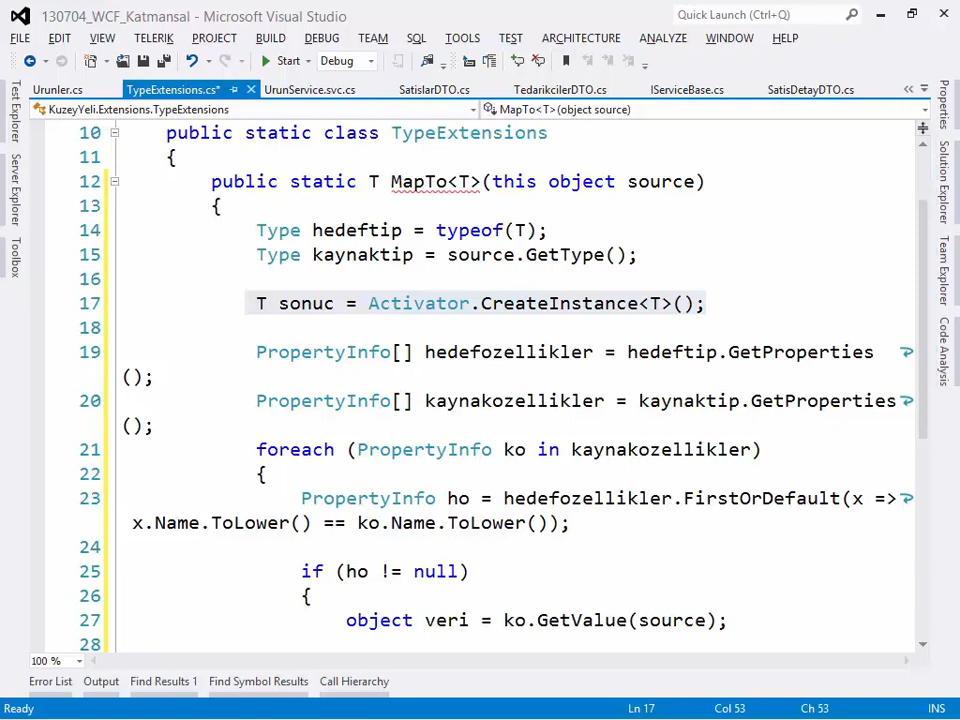 130704_WCF_Katmansal - Microsoft Visual Studio
Quick Launch (Ctrl+Q)
FILE EDIT VIEW TELERIK PROJECT BUILD DEBUG TEAM SQL TOOLS TEST ARCHITECTURE ANALYZE WINDOW HELP
Start Debug
Urunler.cs TypeExtensions.cs* UrunService.svc.cs SatislarDTO.cs TedarikcilerDTO.cs IServiceBase.cs SatisDetayDTO.cs
KuzeyYeli.Extensions.TypeExtensions MapTo<T>(object source)
Test Explorer
Server Explorer
Toolbox
10 public static class TypeExtensions
11 {
12 public static T MapTo<T>(this object source)
13 {
14 Type hedeftip = typeof(T);
15 Type kaynaktip = source.GetType();
16
17 T sonuc = Activator.CreateInstance<T>();
18
19 PropertyInfo[] hedefozellikler = hedeftip.GetProperties
();
20 PropertyInfo[] kaynakozellikler = kaynaktip.GetProperties
();
21 foreach (PropertyInfo ko in kaynakozellikler)
22 {
23 PropertyInfo ho = hedefozellikler.FirstOrDefault(x =>
x.Name.ToLower() == ko.Name.ToLower());
24
25 if (ho != null)
26 {
27 object veri = ko.GetValue(source);
28
Properties
Solution Explorer
Team Explorer
Code Analysis
100 %
Error List Output Find Results 1 Find Symbol Results Call Hierarchy
Ready Ln 17 Col 53 Ch 53 INS